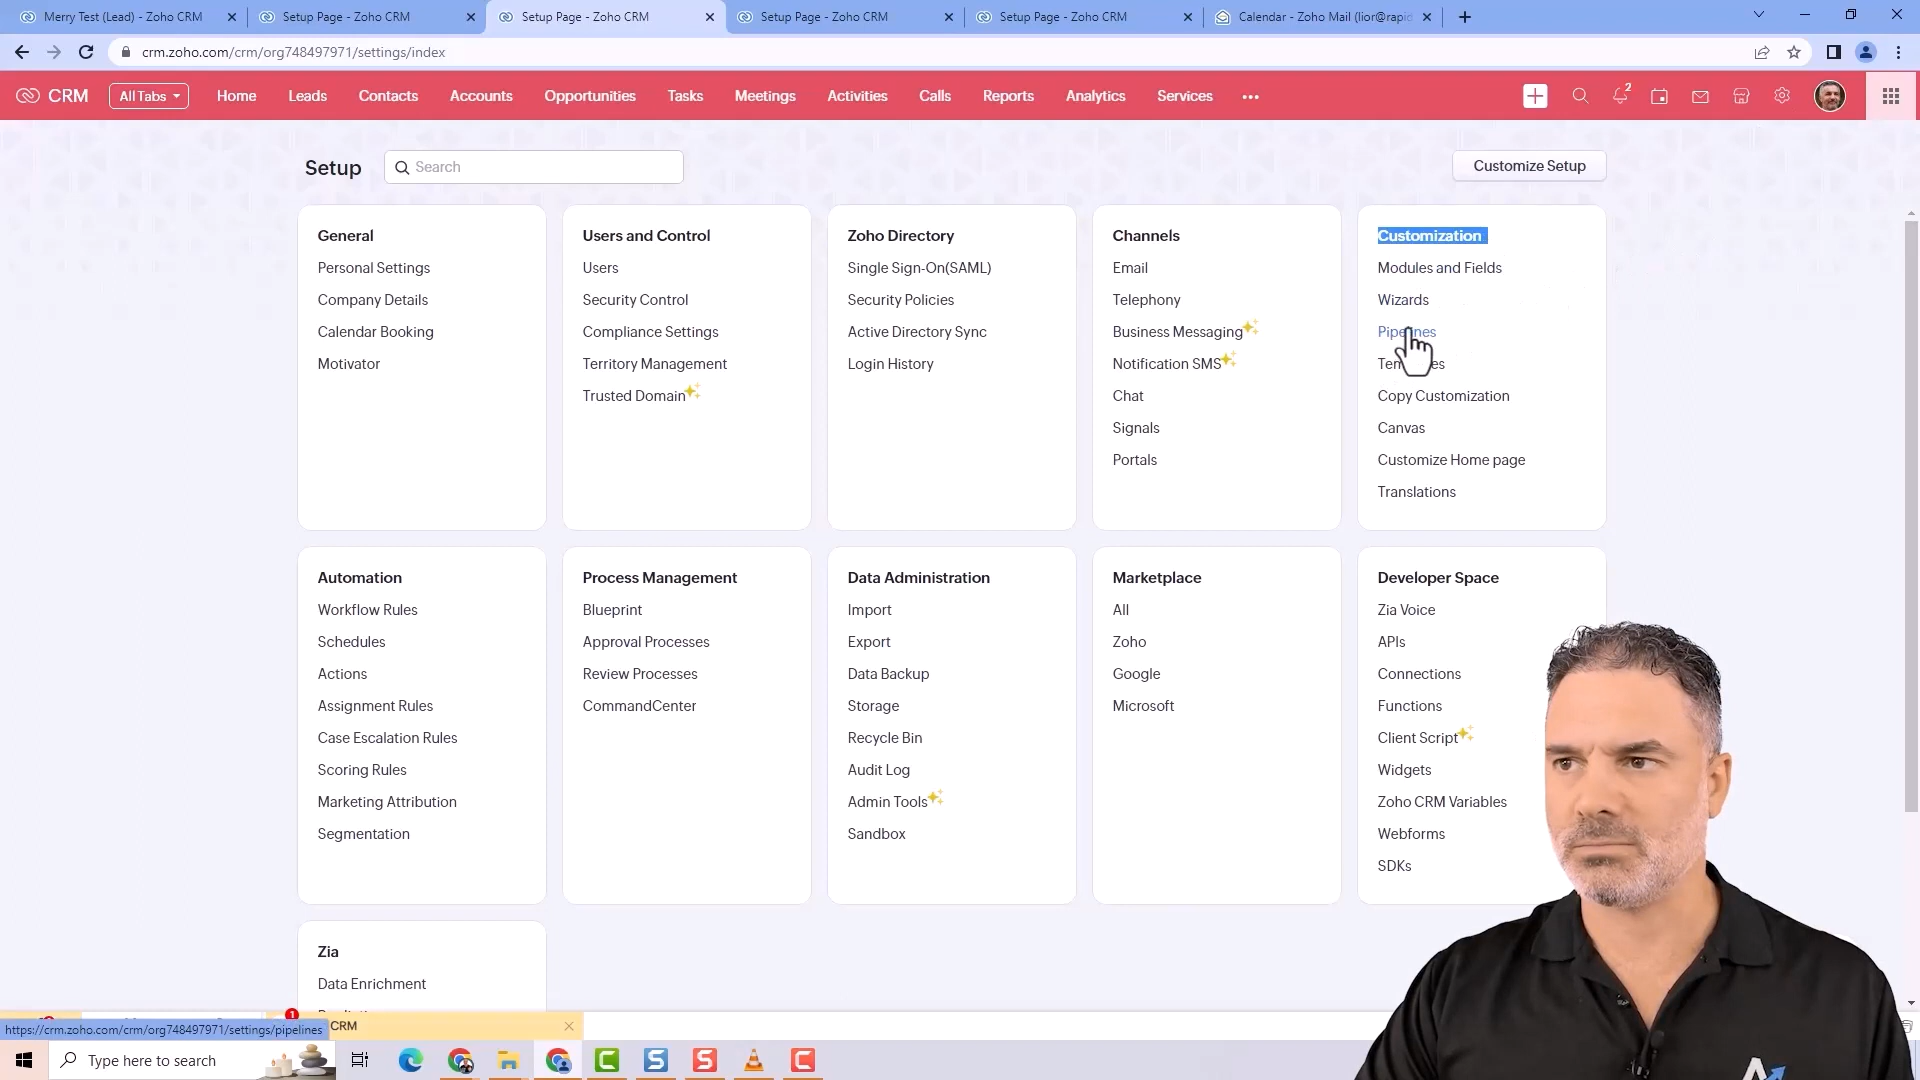 Merry Test (Lead) - Zoho CRM
Setup Page - Zoho CRM
Setup Page - Zoho CRM
Setup Page - Zoho CRM
Setup Page - Zoho CRM
Calendar - Zoho Mail (lior@rapid
crm.zoho.com/crm/org748497971/settings/index
CRM
All Tabs
Home
Leads
Contacts
Accounts
Opportunities
Tasks
Meetings
Activities
Calls
Reports
Analytics
Services
2
Setup
Search
Customize Setup
General
Personal Settings
Company Details
Calendar Booking
Motivator
Users and Control
Users
Security Control
Compliance Settings
Territory Management
Trusted Domain
Zoho Directory
Single Sign-On(SAML)
Security Policies
Active Directory Sync
Login History
Channels
Email
Telephony
Business Messaging
Notification SMS
Chat
Signals
Portals
Customization
Modules and Fields
Wizards
Pipelines
Templates
Copy Customization
Canvas
Customize Home page
Translations
Automation
Workflow Rules
Schedules
Actions
Assignment Rules
Case Escalation Rules
Scoring Rules
Marketing Attribution
Segmentation
Process Management
Blueprint
Approval Processes
Review Processes
CommandCenter
Data Administration
Import
Export
Data Backup
Storage
Recycle Bin
Audit Log
Admin Tools
Sandbox
Marketplace
All
Zoho
Google
Microsoft
Developer Space
Zia Voice
APIs
Connections
Functions
Client Script
Widgets
Zoho CRM Variables
Webforms
SDKs
Zia
Data Enrichment
1
https://crm.zoho.com/crm/org748497971/settings/pipelines
CRM
Type here to search